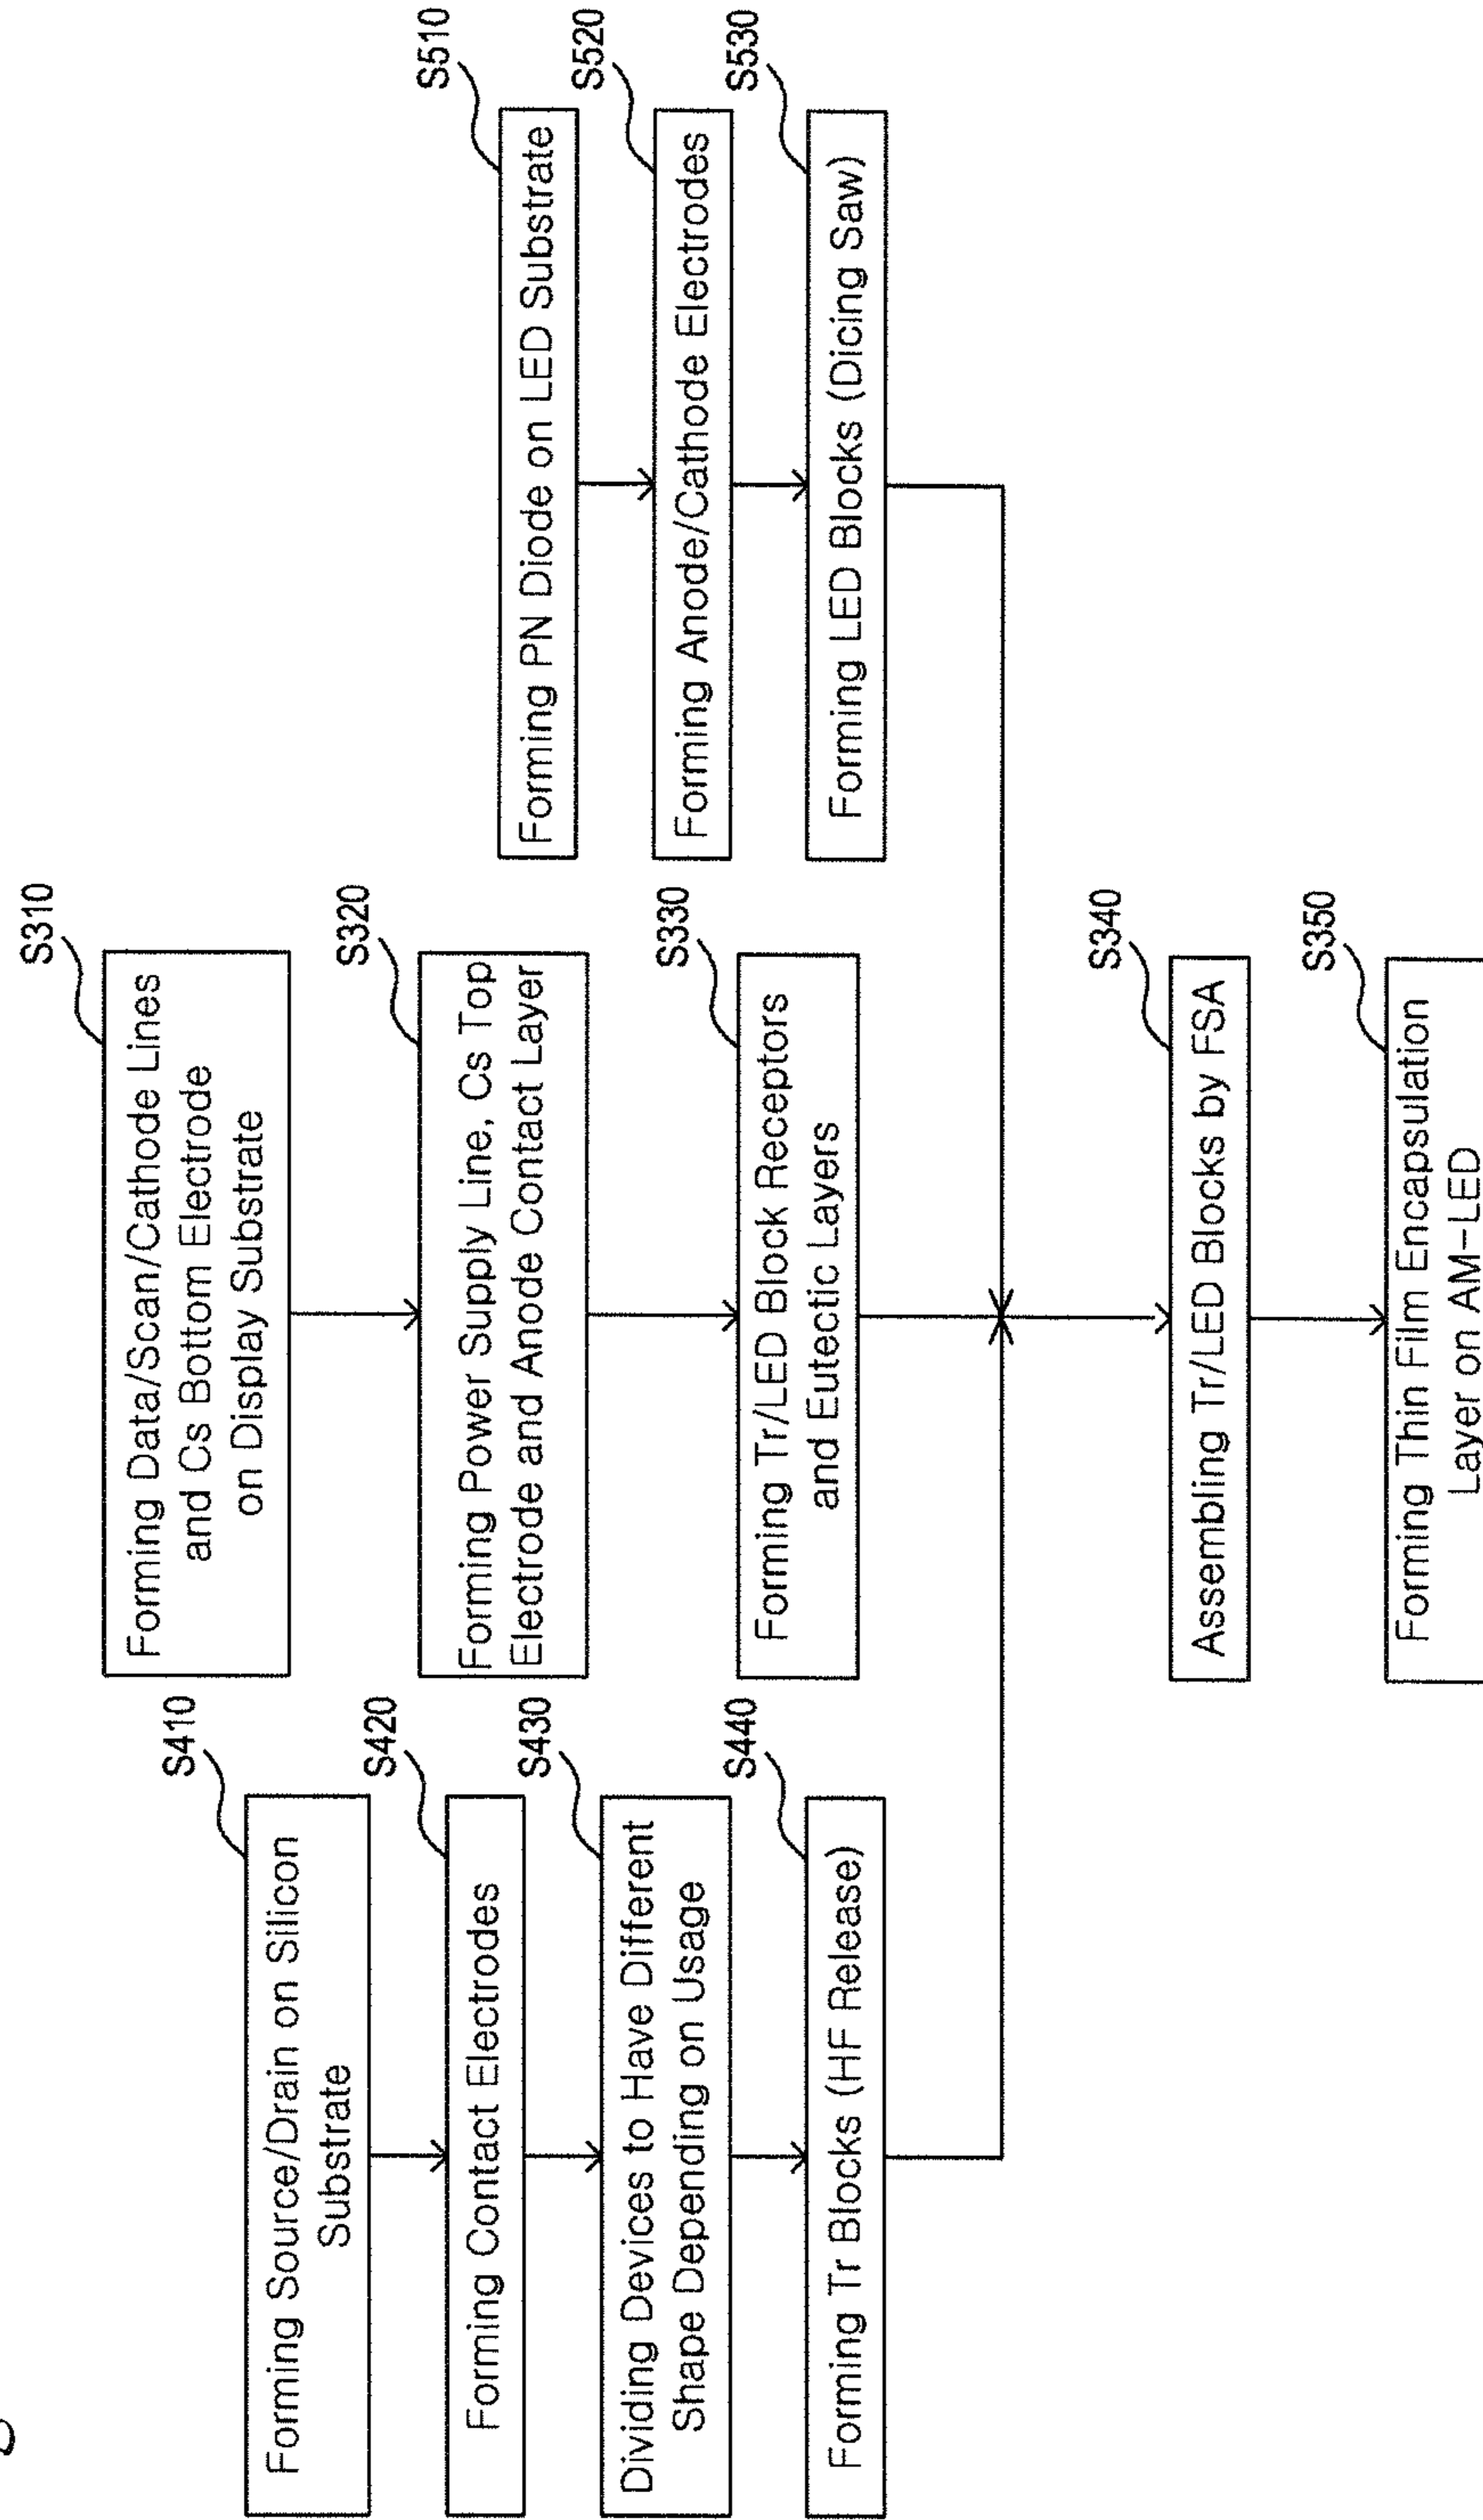 S410
Forming Source/Drain on Silicon
Substrate
S420
Forming Contact Electrodes
S430
Dividing Devices to Have Different
Shape Depending on Usage
S440
Forming Tr Blocks (HF Release)
S310
Forming Data/Scan/Cathode Lines
and Cs Bottom Electrode
on Display Substrate
S320
Forming Power Supply Line, Cs Top
Electrode and Anode Contact Layer
S330
Forming Tr/LED Block Receptors
and Eutectic Layers
S510
Forming PN Diode on LED Substrate
S520
Forming Anode/Cathode Electrodes
S530
Forming LED Blocks (Dicing Saw)
S340
Assembling Tr/LED Blocks by FSA
S350
Forming Thin Film Encapsulation
Layer on AM-LED